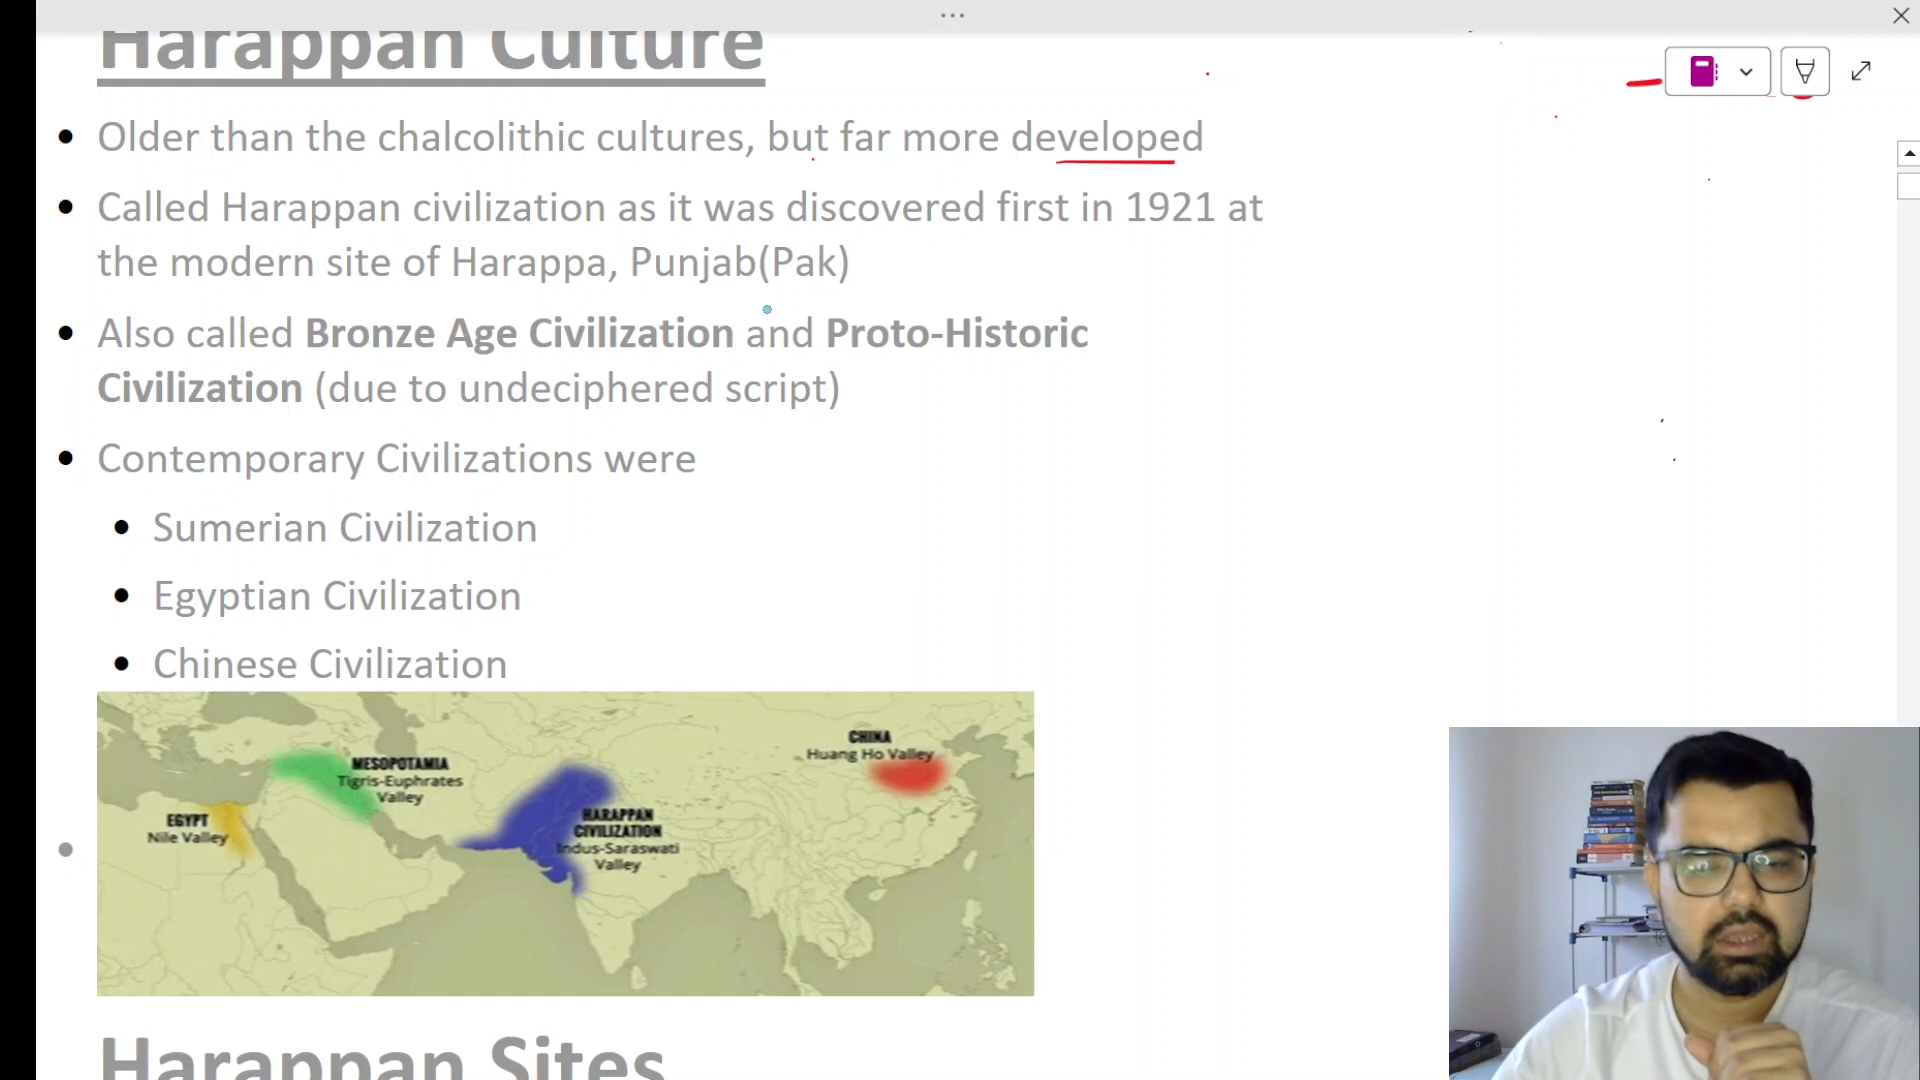 Harappan Culture
Older than the chalcolithic cultures, but far more developed
Called Harappan civilization as it was discovered first in 1921 at
the modern site of Harappa, Punjab(Pak)
Also called Bronze Age Civilization and Proto-Historic
Civilization (due to undeciphered script)
Contemporary Civilizations were
Sumerian Civilization
Egyptian Civilization
Chinese Civilization
CHINA
Huang Ho Valley
MESOPOTAMIA
Tigris-Euphrates
Valley
EGYPT
Nile Valley
HARAPPAN
CIVILIZATION
Indus-Saraswati
Valley
Harappan Sites